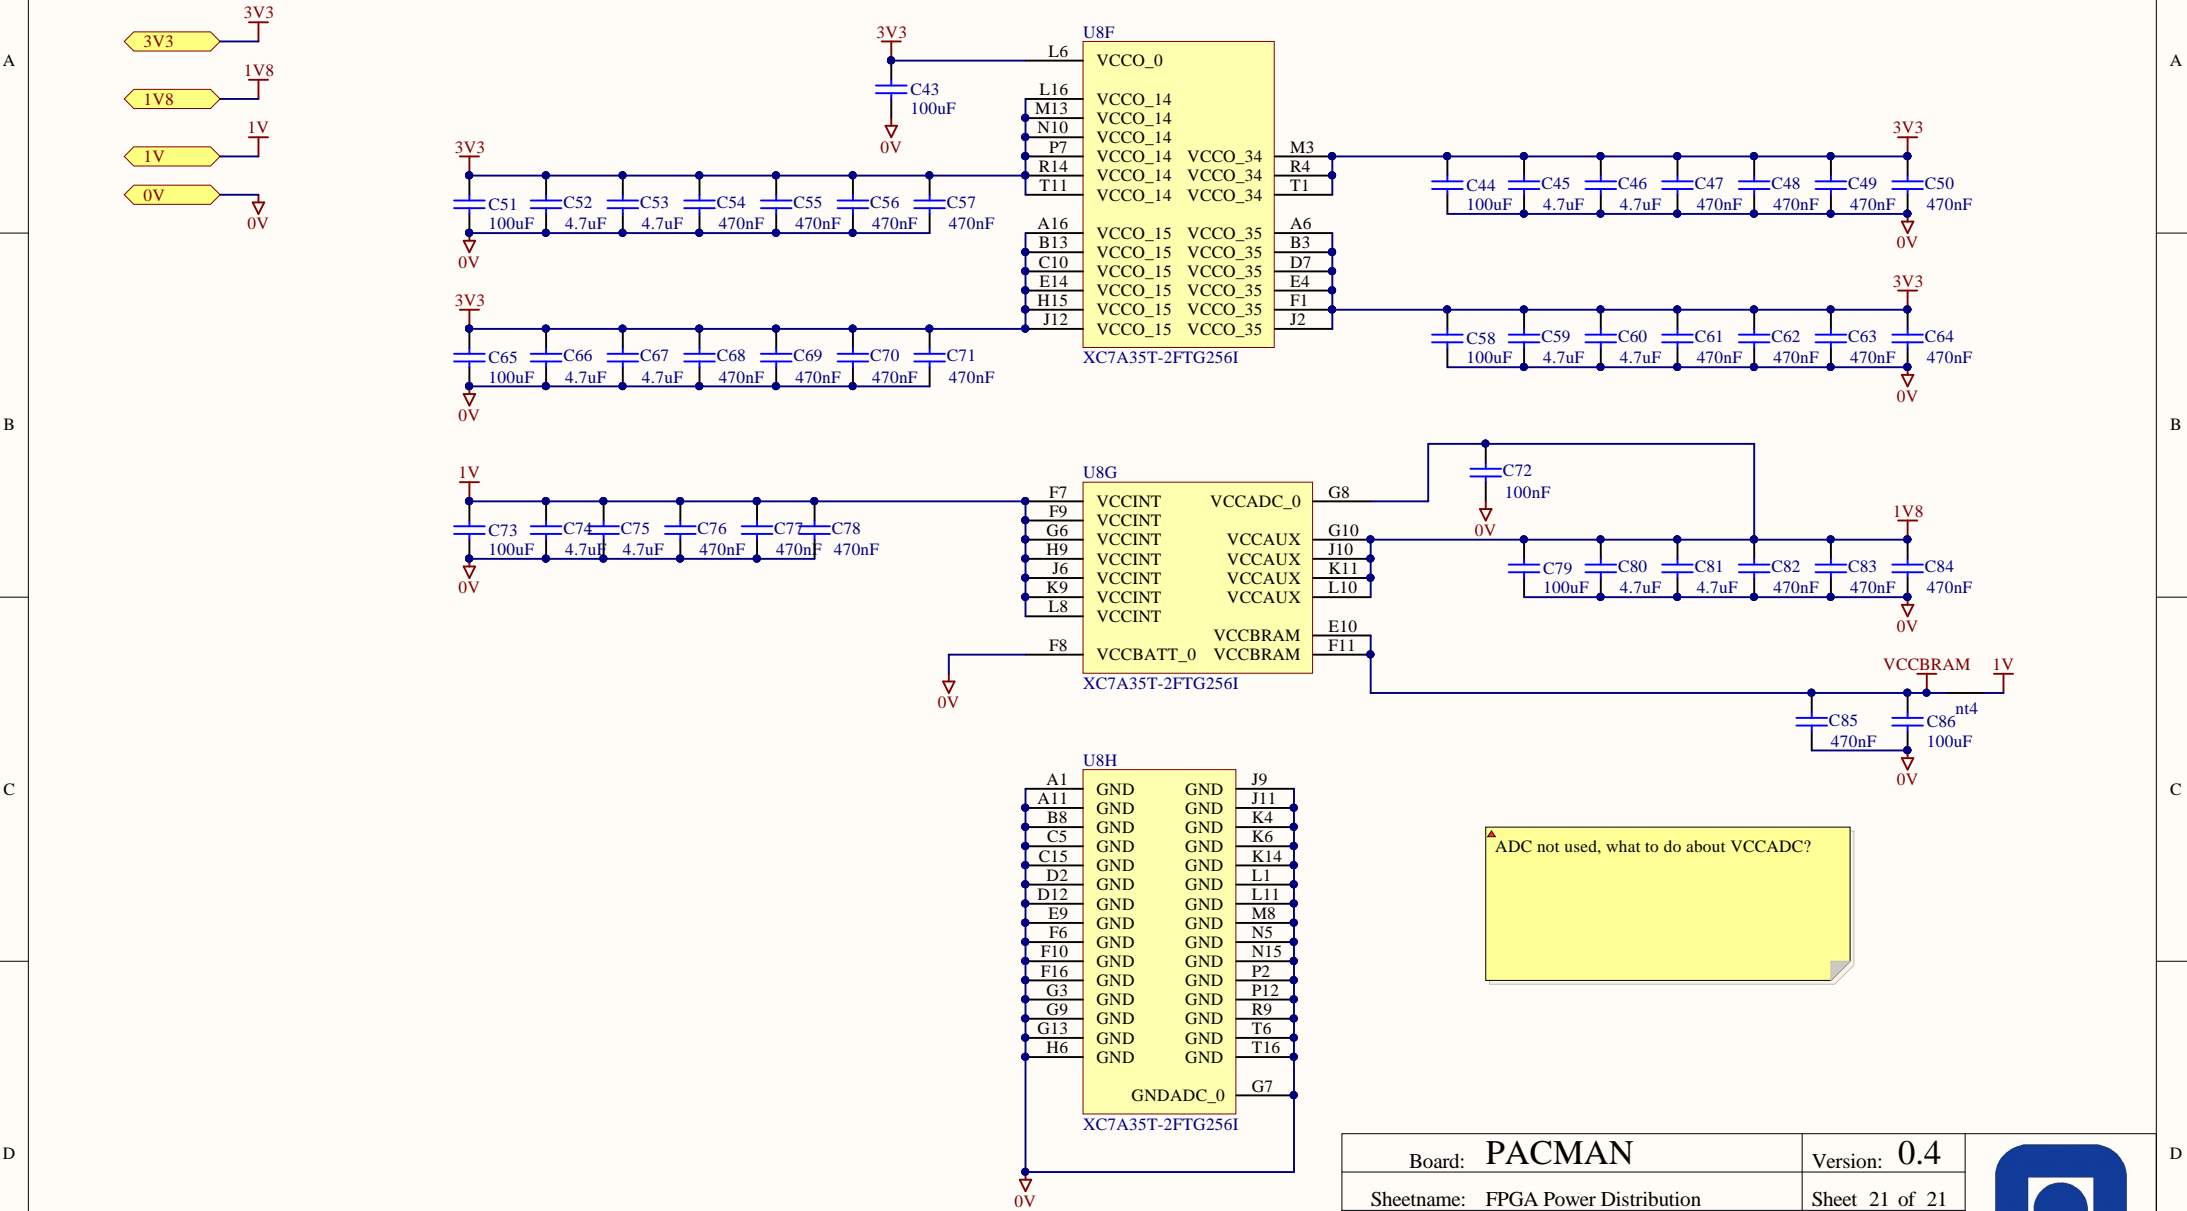 A
A
B
B
C
C
D
D
3V3
3V3
1V8
1V8
1V
1V
0V
0V
3V3
C43
100uF
0V
U8F
L6 VCCO_0
L16 VCCO_14
M13 VCCO_14
N10 VCCO_14
P7 VCCO_14 VCCO_34 M3
R14 VCCO_14 VCCO_34 R4
T11 VCCO_14 VCCO_34 T1
A16 VCCO_15 VCCO_35 A6
B13 VCCO_15 VCCO_35 B3
C10 VCCO_15 VCCO_35 D7
E14 VCCO_15 VCCO_35 E4
H15 VCCO_15 VCCO_35 F1
J12 VCCO_15 VCCO_35 J2
XC7A35T-2FTG256I
3V3
C51 C52 C53 C54 C55 C56 C57
100uF 4.7uF 4.7uF 470nF 470nF 470nF 470nF
0V
3V3
C44 C45 C46 C47 C48 C49 C50
100uF 4.7uF 4.7uF 470nF 470nF 470nF 470nF
0V
3V3
C65 C66 C67 C68 C69 C70 C71
100uF 4.7uF 4.7uF 470nF 470nF 470nF 470nF
0V
3V3
C58 C59 C60 C61 C62 C63 C64
100uF 4.7uF 4.7uF 470nF 470nF 470nF 470nF
0V
1V
C73 C74 C75 C76 C77 C78
100uF 4.7uF 4.7uF 470nF 470nF 470nF
0V
U8G
F7 VCCINT VCCADC_0 G8
F9 VCCINT
G6 VCCINT VCCAUX G10
H9 VCCINT VCCAUX J10
J6 VCCINT VCCAUX K11
K9 VCCINT VCCAUX L10
L8 VCCINT
VCCBRAM E10
F8 VCCBATT_0 VCCBRAM F11
XC7A35T-2FTG256I
0V
C72
100nF
0V
1V8
C79 C80 C81 C82 C83 C84
100uF 4.7uF 4.7uF 470nF 470nF 470nF
0V
VCCBRAM 1V
nt4
C85 C86
470nF 100uF
0V
U8H
A1 GND GND J9
A11 GND GND J11
B8 GND GND K4
C5 GND GND K6
C15 GND GND K14
D2 GND GND L1
D12 GND GND L11
E9 GND GND M8
F6 GND GND N5
F10 GND GND N15
F16 GND GND P2
G3 GND GND P12
G9 GND GND R9
G13 GND GND T6
H6 GND GND T16
GNDADC_0 G7
XC7A35T-2FTG256I
0V
ADC not used, what to do about VCCADC?
Board: PACMAN Version: 0.4
Sheetname: FPGA Power Distribution Sheet 21 of 21